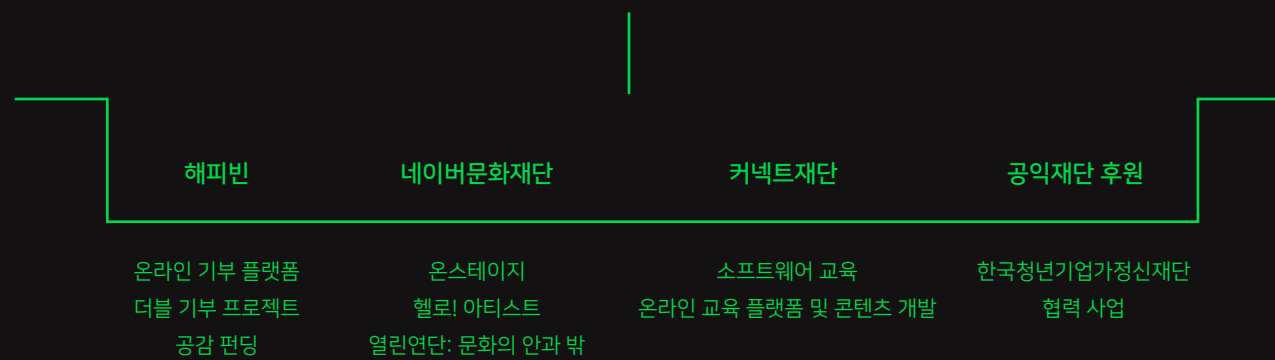 해피빈
네이버문화재단
커넥트재단
공익재단 후원
온라인 기부 플랫폼
더블 기부 프로젝트
공감 펀딩
온스테이지
헬로! 아티스트
열린연단: 문화의 안과 밖
소프트웨어 교육
온라인 교육 플랫폼 및 콘텐츠 개발
한국청년기업가정신재단
협력 사업